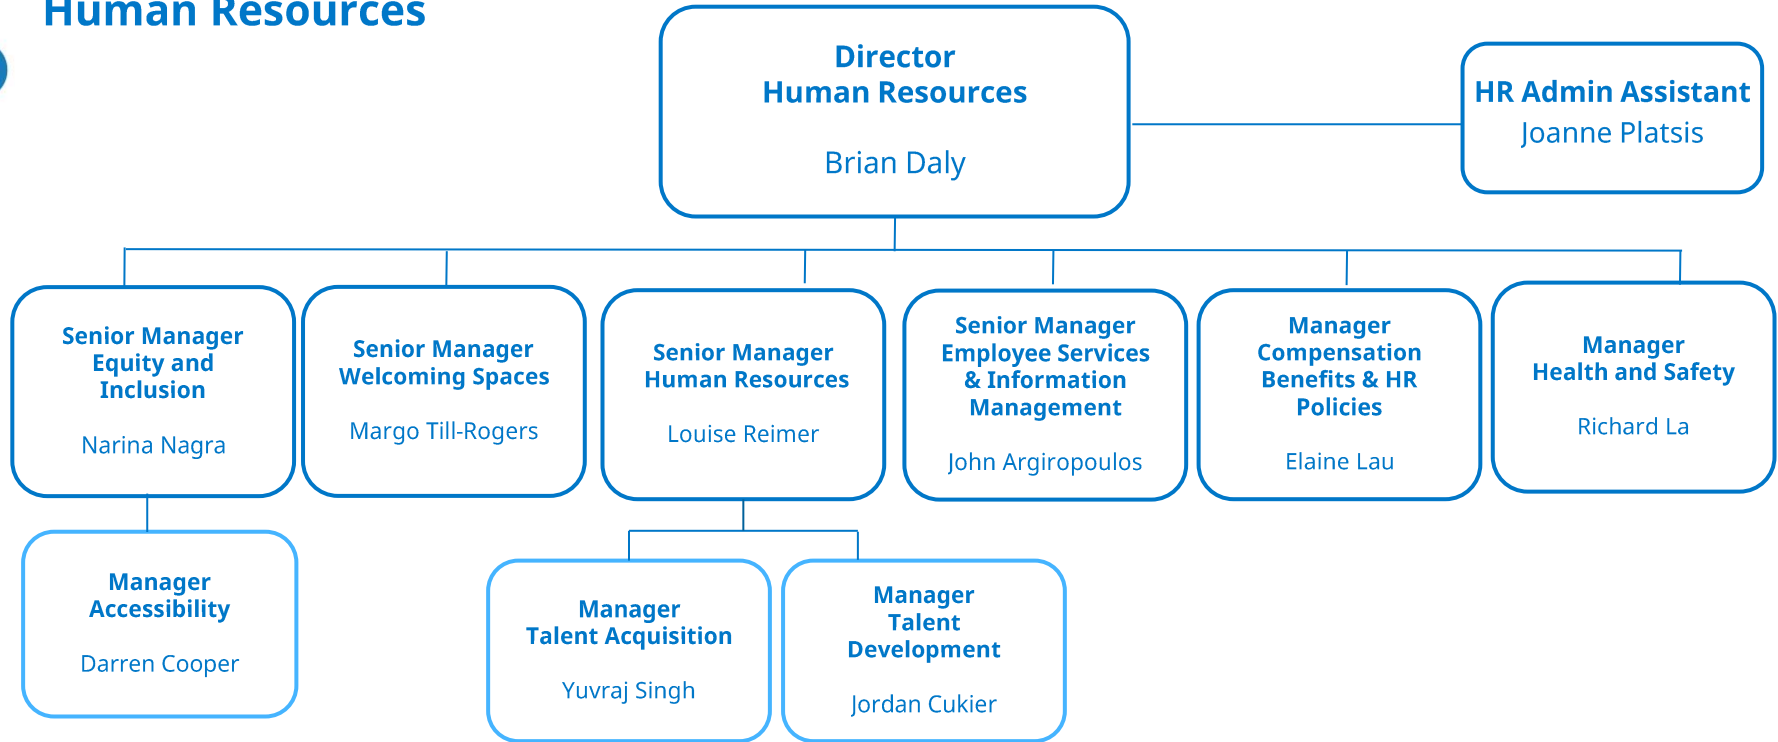 Human Resources
Director
Human Resources
Brian Daly
HR Admin Assistant
Joanne Platsis
Senior Manager
Equity and
Inclusion
Narina Nagra
Senior Manager
Welcoming Spaces
Margo Till-Rogers
Senior Manager
Human Resources
Louise Reimer
Senior Manager
Employee Services
& Information
Management
John Argiropoulos
Manager
Compensation
Benefits & HR
Policies
Elaine Lau
Manager
Health and Safety
Richard La
Manager
Accessibility
Darren Cooper
Manager
Talent Acquisition
Yuvraj Singh
Manager
Talent
Development
Jordan Cukier